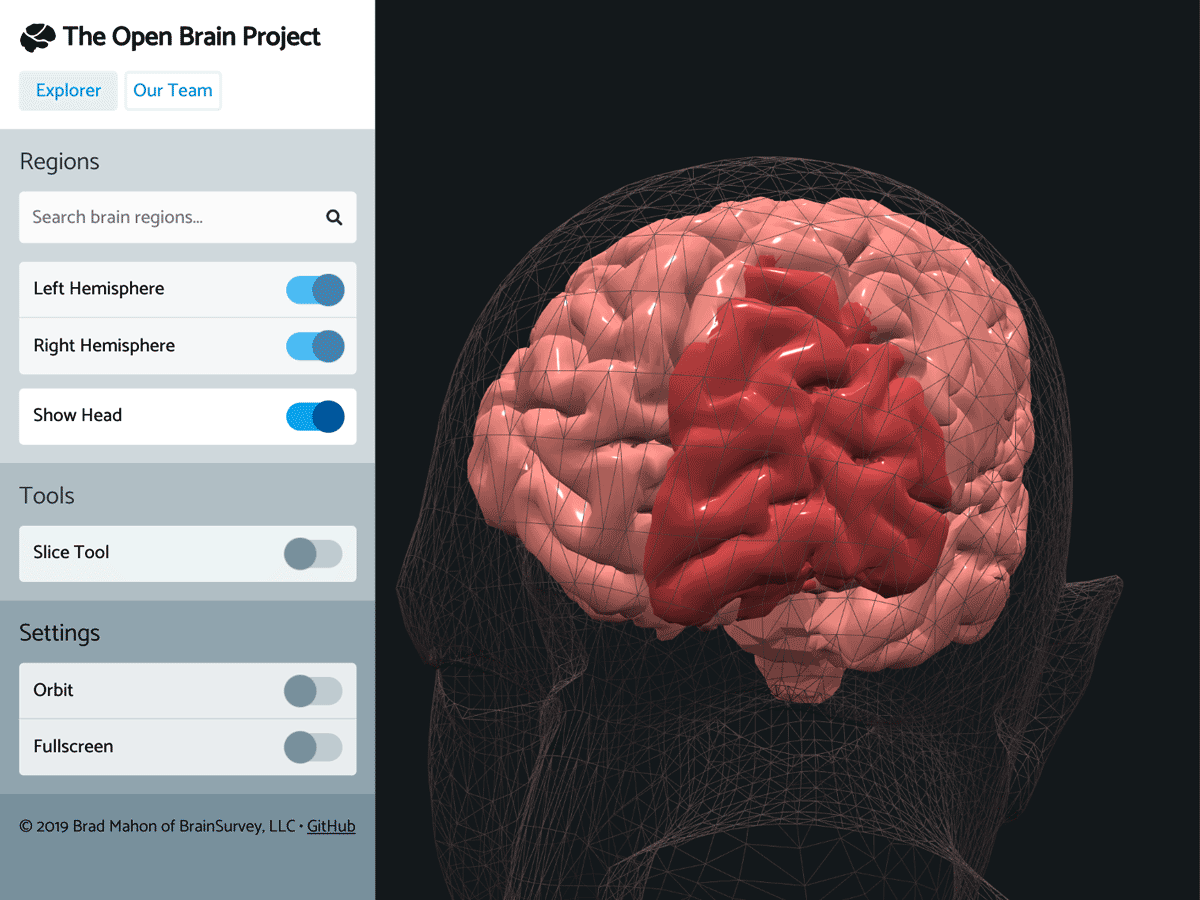 The Open Brain Project
Explorer Our Team
Regions
Search brain regions...
Left Hemisphere
Right Hemisphere
Show Head
Tools
Slice Tool
Settings
Orbit
Fullscreen
© 2019 Brad Mahon of BrainSurvey, LLC • GitHub